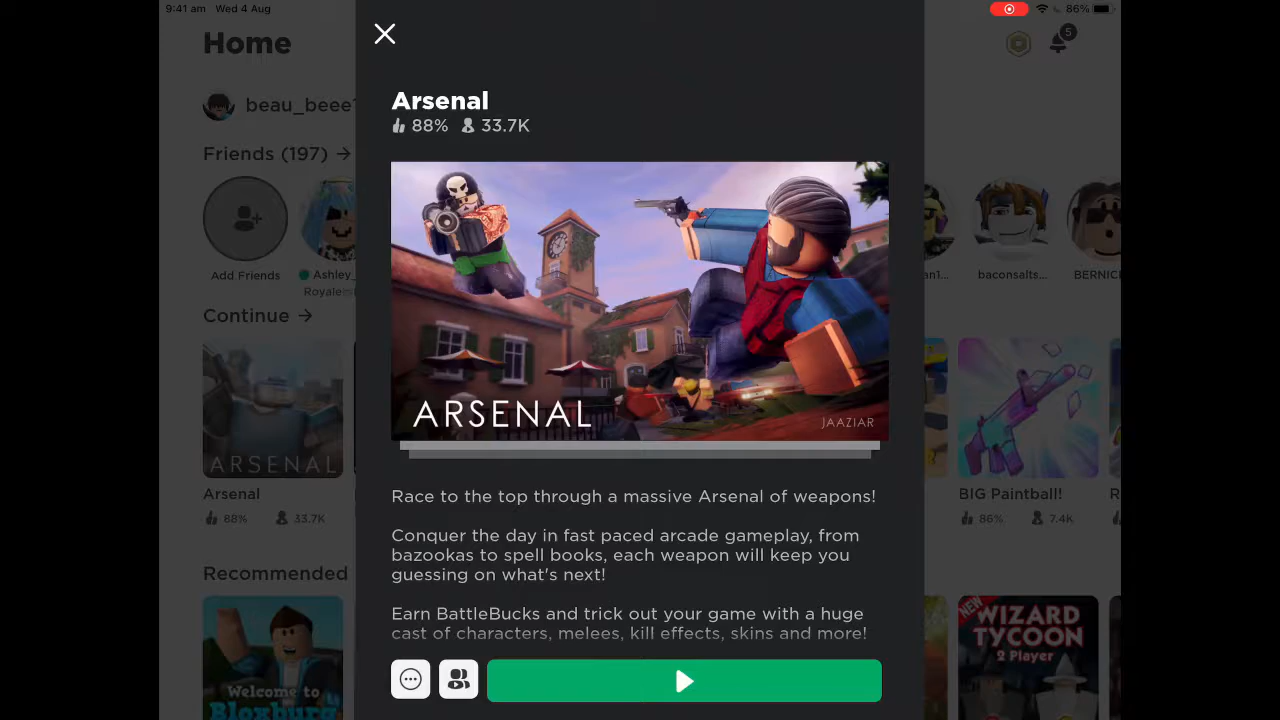 9:41 am Wed 4 Aug
86%
Home
5
beau_beee
Friends (197)
Add Friends
Ashley_
Royale
baconsalts...
BERNIC
Continue
ARSENAL
Arsenal
88% 33.7K
BIG Paintball!
86% 7.4K
Recommended
Welcome to
Bloxburg
NEW
WIZARD
TYCOON
2 Player
Arsenal
88% 33.7K
ARSENAL
JAAZIAR
Race to the top through a massive Arsenal of weapons!
Conquer the day in fast paced arcade gameplay, from
bazookas to spell books, each weapon will keep you
guessing on what's next!
Earn BattleBucks and trick out your game with a huge
cast of characters, melees, kill effects, skins and more!